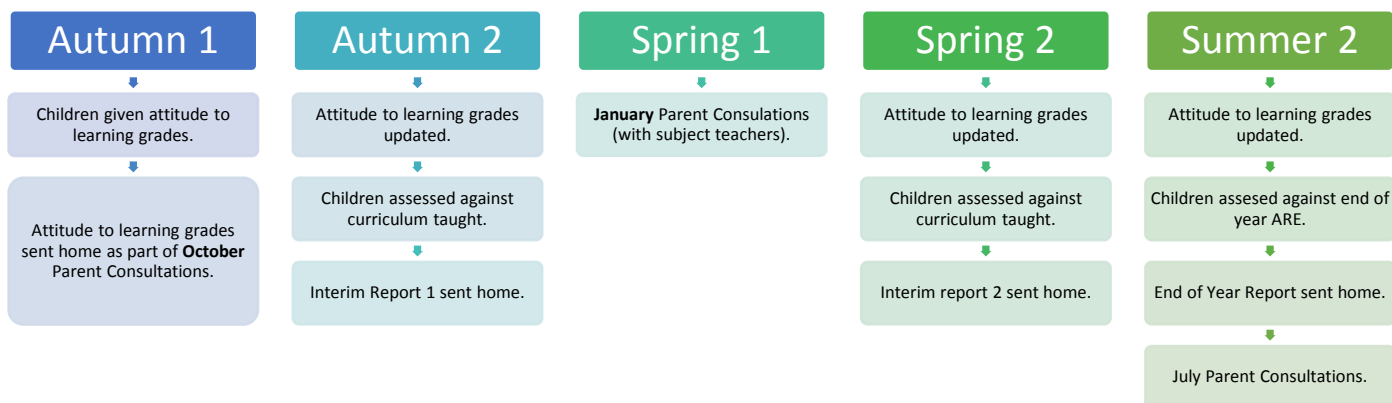 Autumn 1
Children given attitude to
learning grades.
Attitude to learning grades
sent home as part of October
Parent Consultations.
Autumn 2
Attitude to learning grades
updated.
Children assessed against
curriculum taught.
Interim Report 1 sent home.
Spring 1
January Parent Consulations
(with subject teachers).
Spring 2
Attitude to learning grades
updated.
Children assessed against
curriculum taught.
Interim report 2 sent home.
Summer 2
Attitude to learning grades
updated.
Children assesed against end of
year ARE.
End of Year Report sent home.
July Parent Consultations.